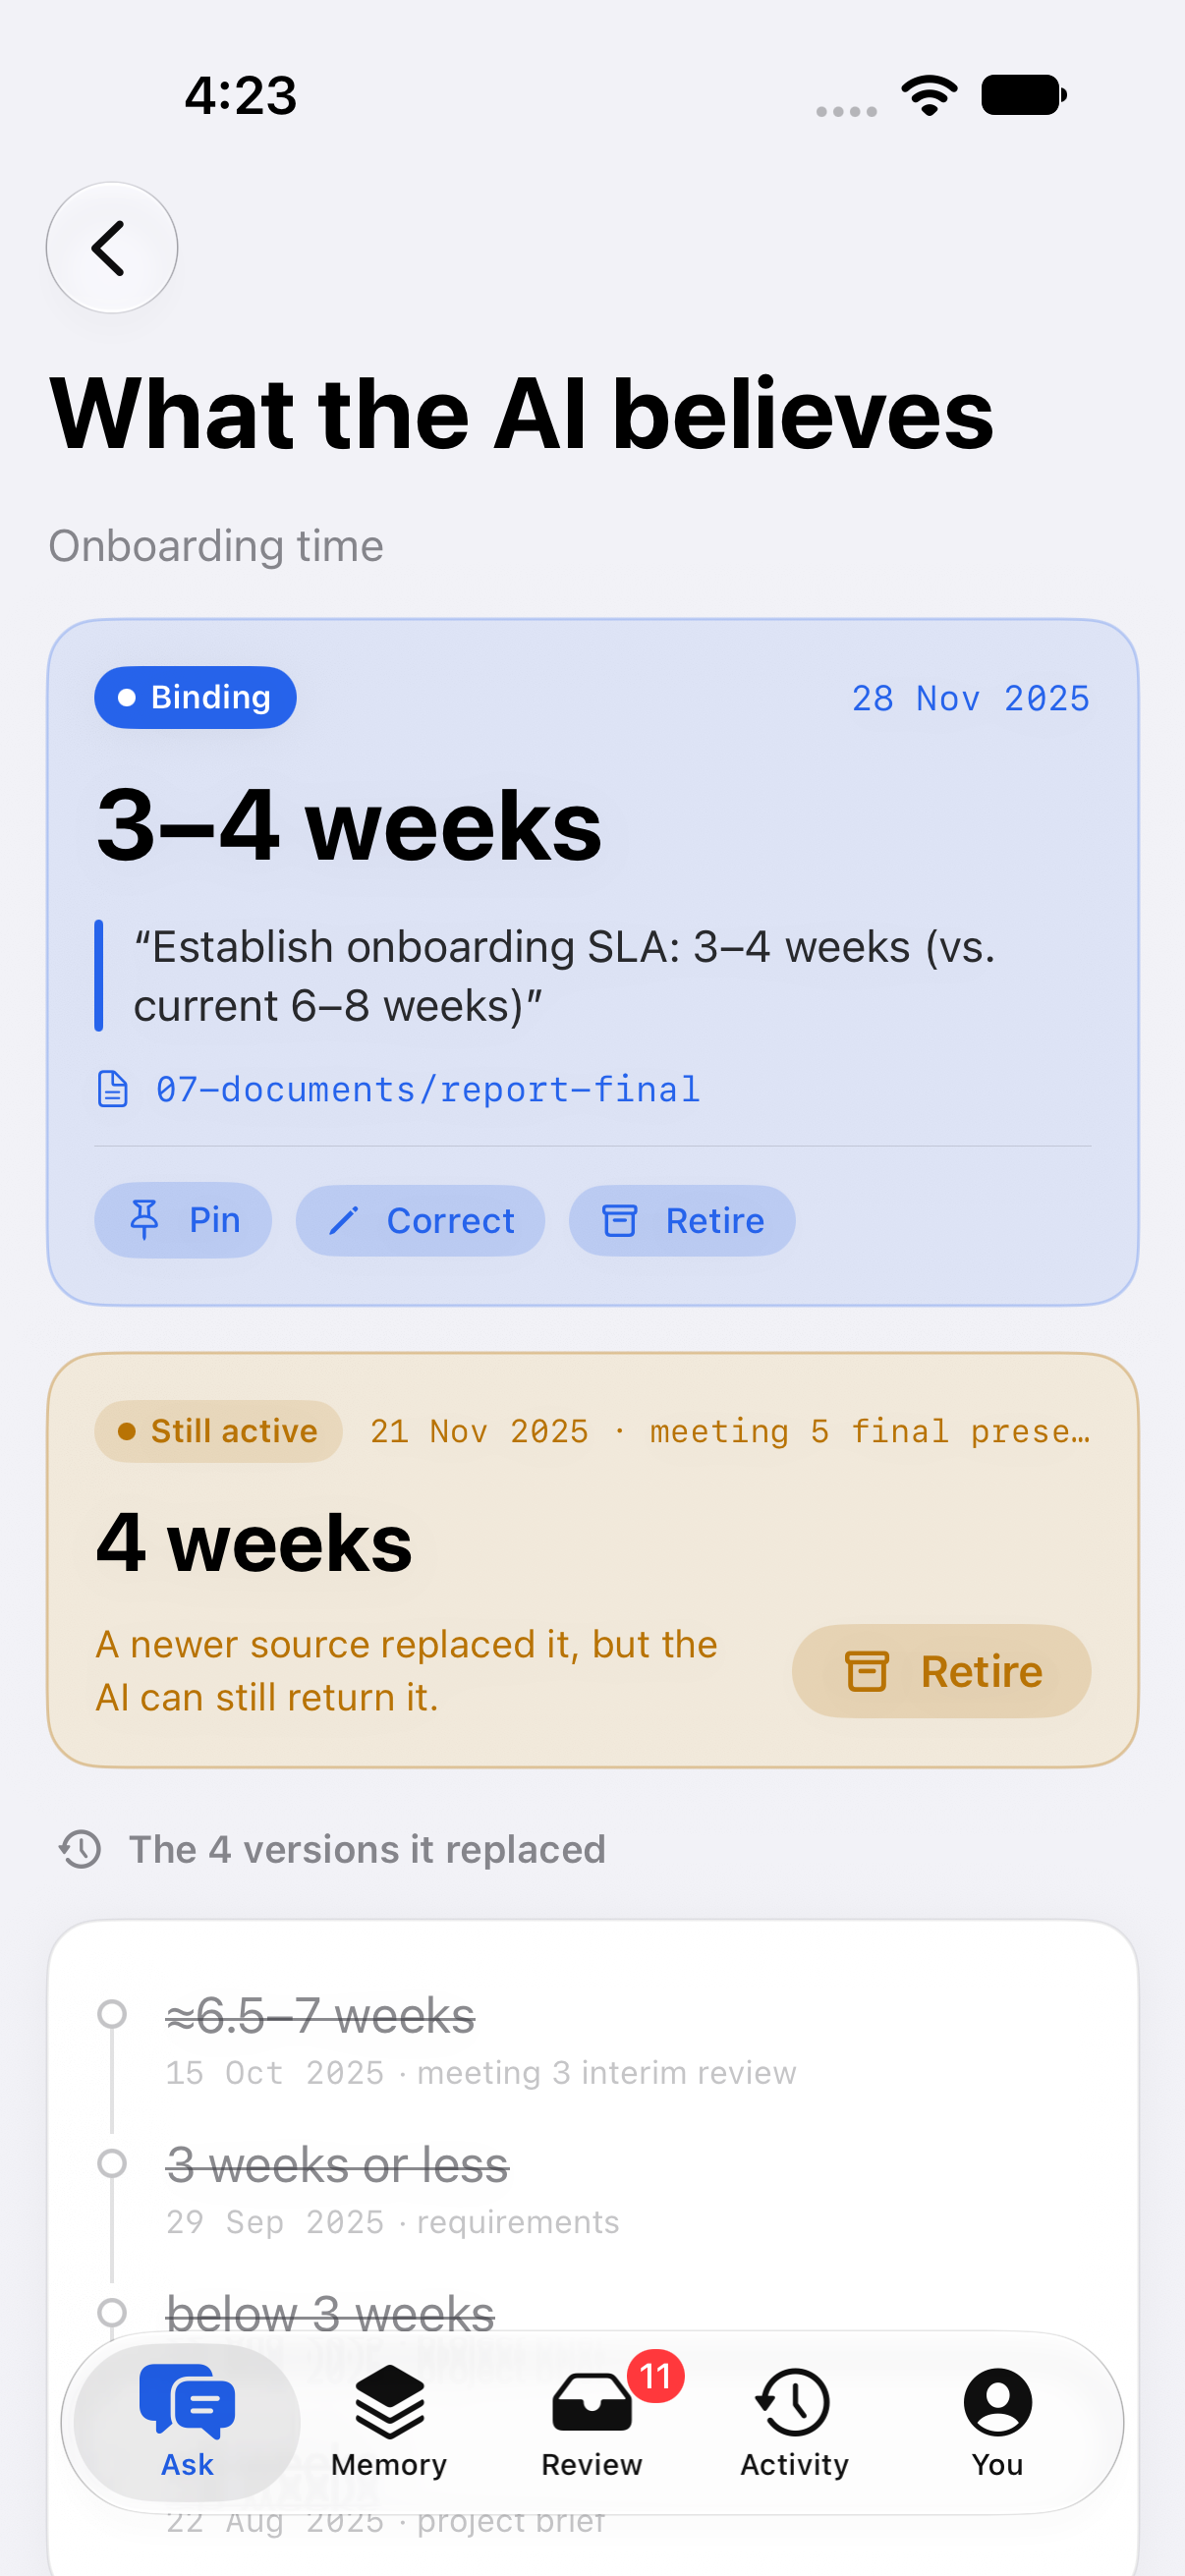 4:23
What the AI believes
Onboarding time
Binding
28 Nov 2025
3–4 weeks
“Establish onboarding SLA: 3–4 weeks (vs.
current 6–8 weeks)”
07-documents/report-final
Pin
Correct
Retire
Still active
21 Nov 2025 · meeting 5 final prese…
4 weeks
A newer source replaced it, but the
AI can still return it.
Retire
The 4 versions it replaced
≈6.5–7 weeks
15 Oct 2025 · meeting 3 interim review
3 weeks or less
29 Sep 2025 · requirements
below 3 weeks
11
Ask
Memory
Review
Activity
You
22 Aug 2025 · project brief